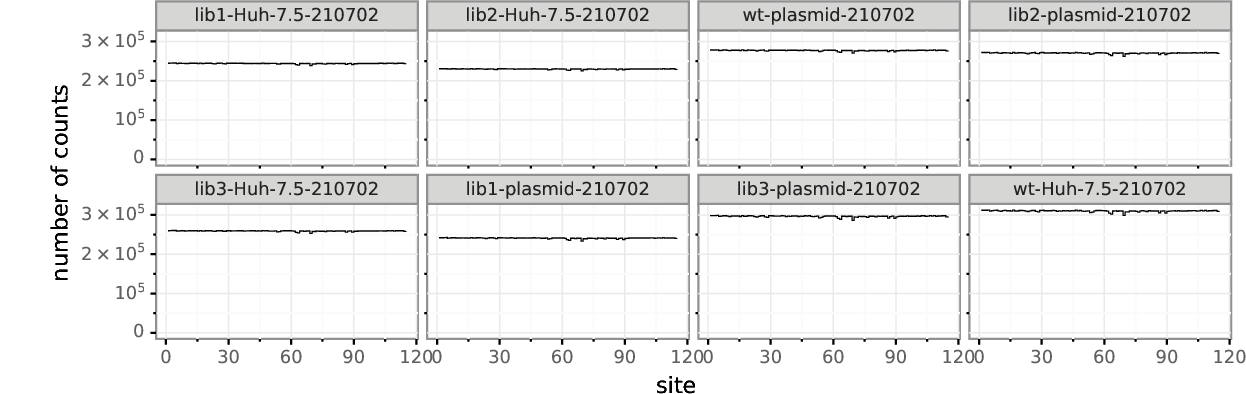 lib1-Huh-7.5-210702 lib2-Huh-7.5-210702 wt-plasmid-210702 lib2-plasmid-210702
3 × 10⁵
2 × 10⁵
10⁵
0
lib3-Huh-7.5-210702 lib1-plasmid-210702 lib3-plasmid-210702 wt-Huh-7.5-210702
3 × 10⁵
2 × 10⁵
10⁵
0
number of counts
0 30 60 90 120 0 30 60 90 120 0 30 60 90 120 0 30 60 90 120
site